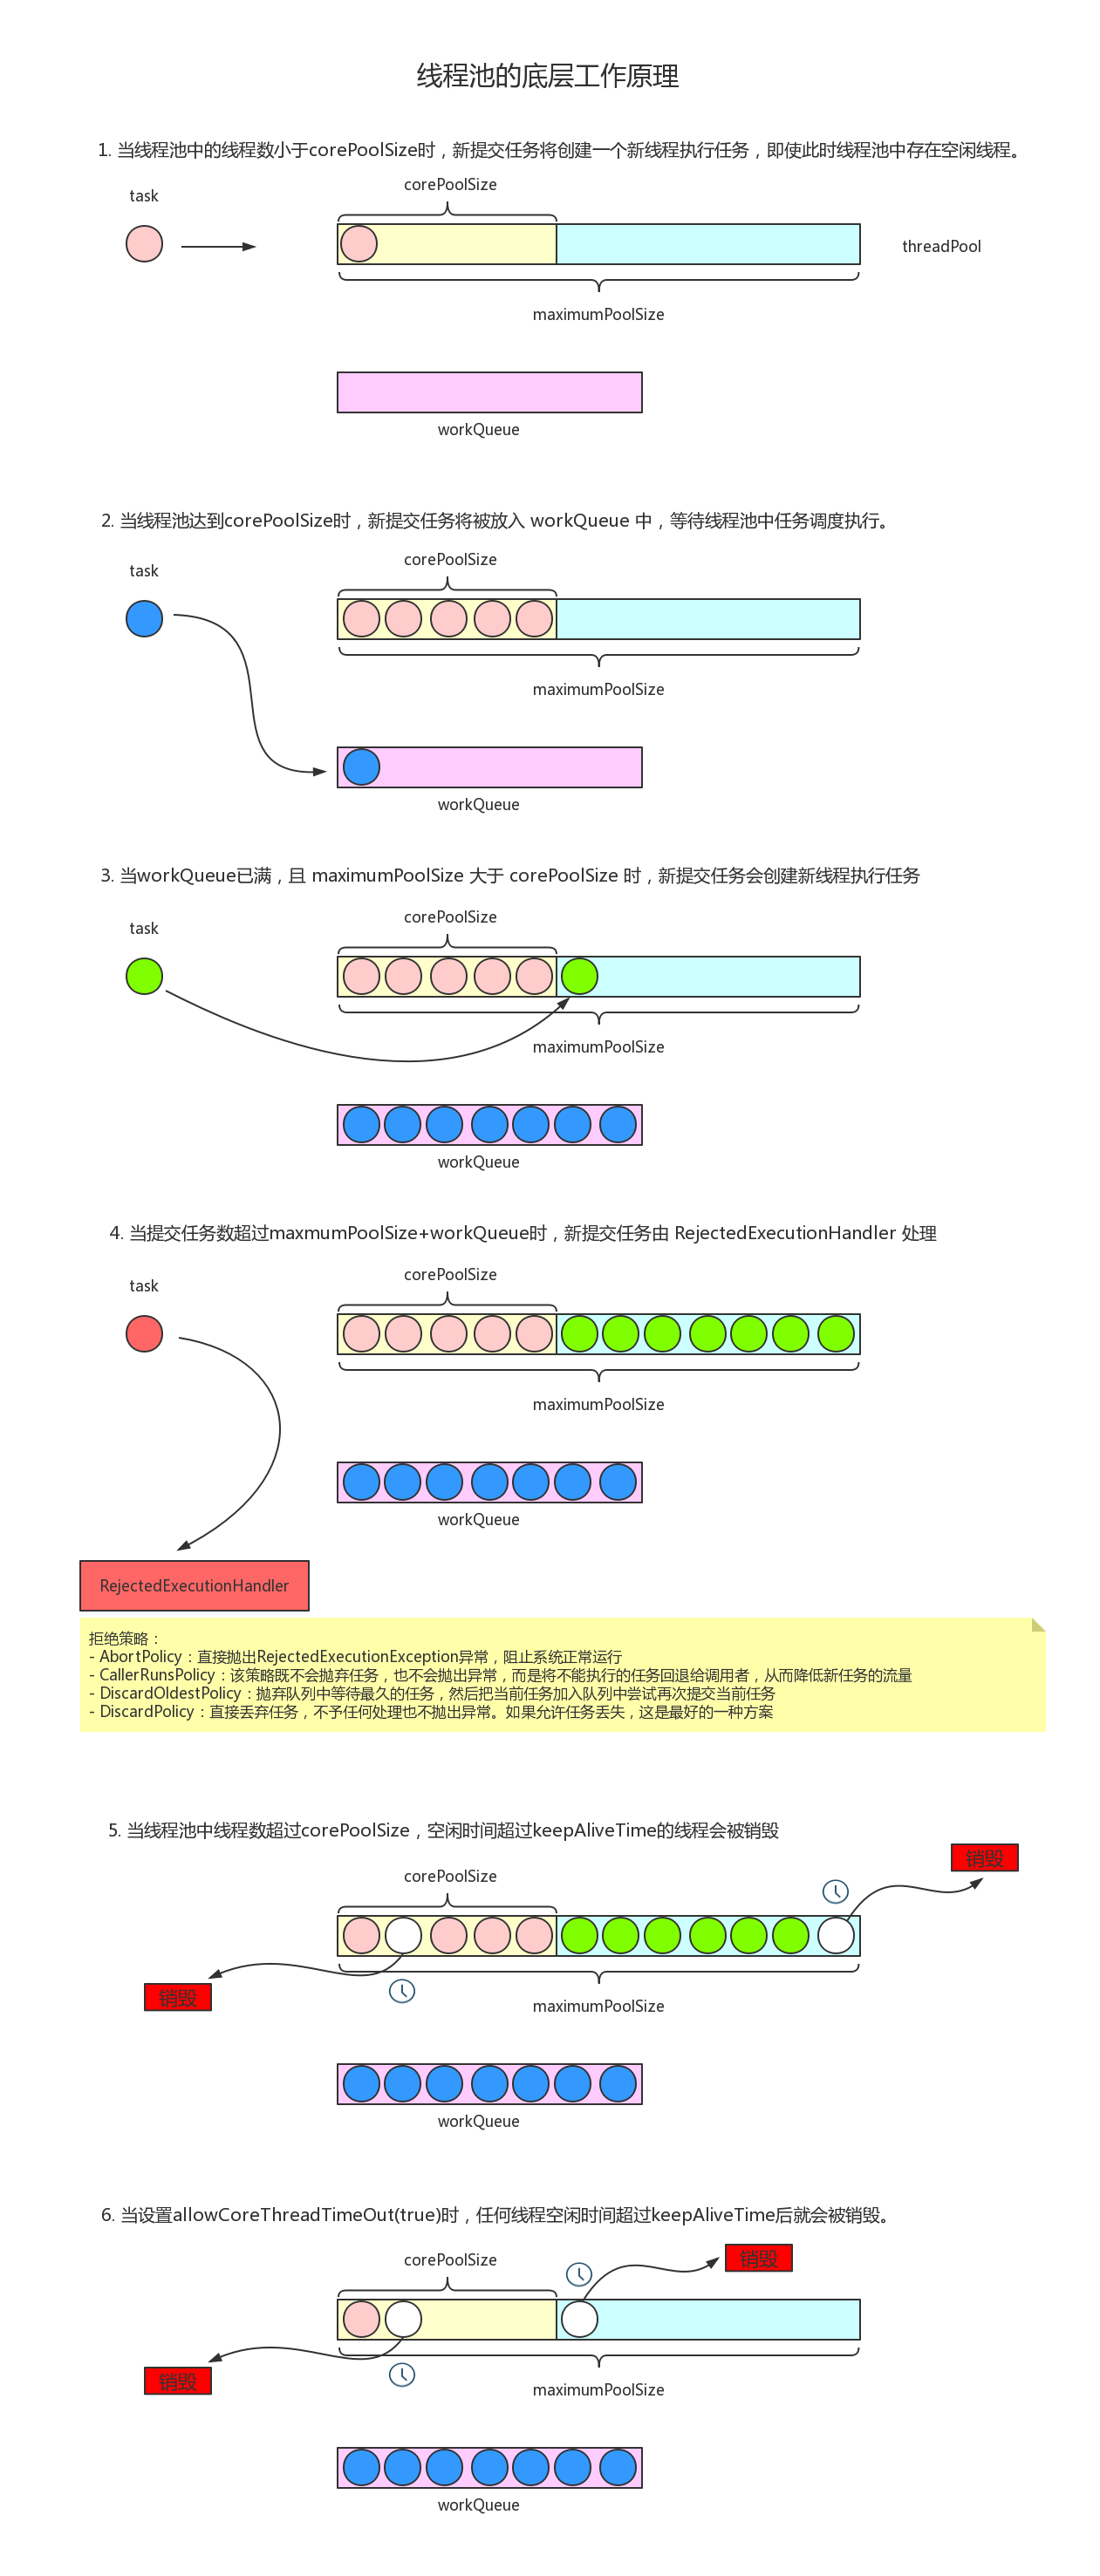 线程池的底层工作原理
1. 当线程池中的线程数小于corePoolSize时，新提交任务将创建一个新线程执行任务，即使此时线程池中存在空闲线程。
task
corePoolSize
threadPool
maximumPoolSize
workQueue
2. 当线程池达到corePoolSize时，新提交任务将被放入 workQueue 中，等待线程池中任务调度执行。
task
corePoolSize
maximumPoolSize
workQueue
3. 当workQueue已满，且 maximumPoolSize 大于 corePoolSize 时，新提交任务会创建新线程执行任务
task
corePoolSize
maximumPoolSize
workQueue
4. 当提交任务数超过maxmumPoolSize+workQueue时，新提交任务由 RejectedExecutionHandler 处理
task
corePoolSize
maximumPoolSize
workQueue
RejectedExecutionHandler
拒绝策略：
- AbortPolicy：直接抛出RejectedExecutionException异常，阻止系统正常运行
- CallerRunsPolicy：该策略既不会抛弃任务，也不会抛出异常，而是将不能执行的任务回退给调用者，从而降低新任务的流量
- DiscardOldestPolicy：抛弃队列中等待最久的任务，然后把当前任务加入队列中尝试再次提交当前任务
- DiscardPolicy：直接丢弃任务，不予任何处理也不抛出异常。如果允许任务丢失，这是最好的一种方案
5. 当线程池中线程数超过corePoolSize，空闲时间超过keepAliveTime的线程会被销毁
销毁
corePoolSize
销毁
maximumPoolSize
workQueue
6. 当设置allowCoreThreadTimeOut(true)时，任何线程空闲时间超过keepAliveTime后就会被销毁。
销毁
corePoolSize
销毁
maximumPoolSize
workQueue